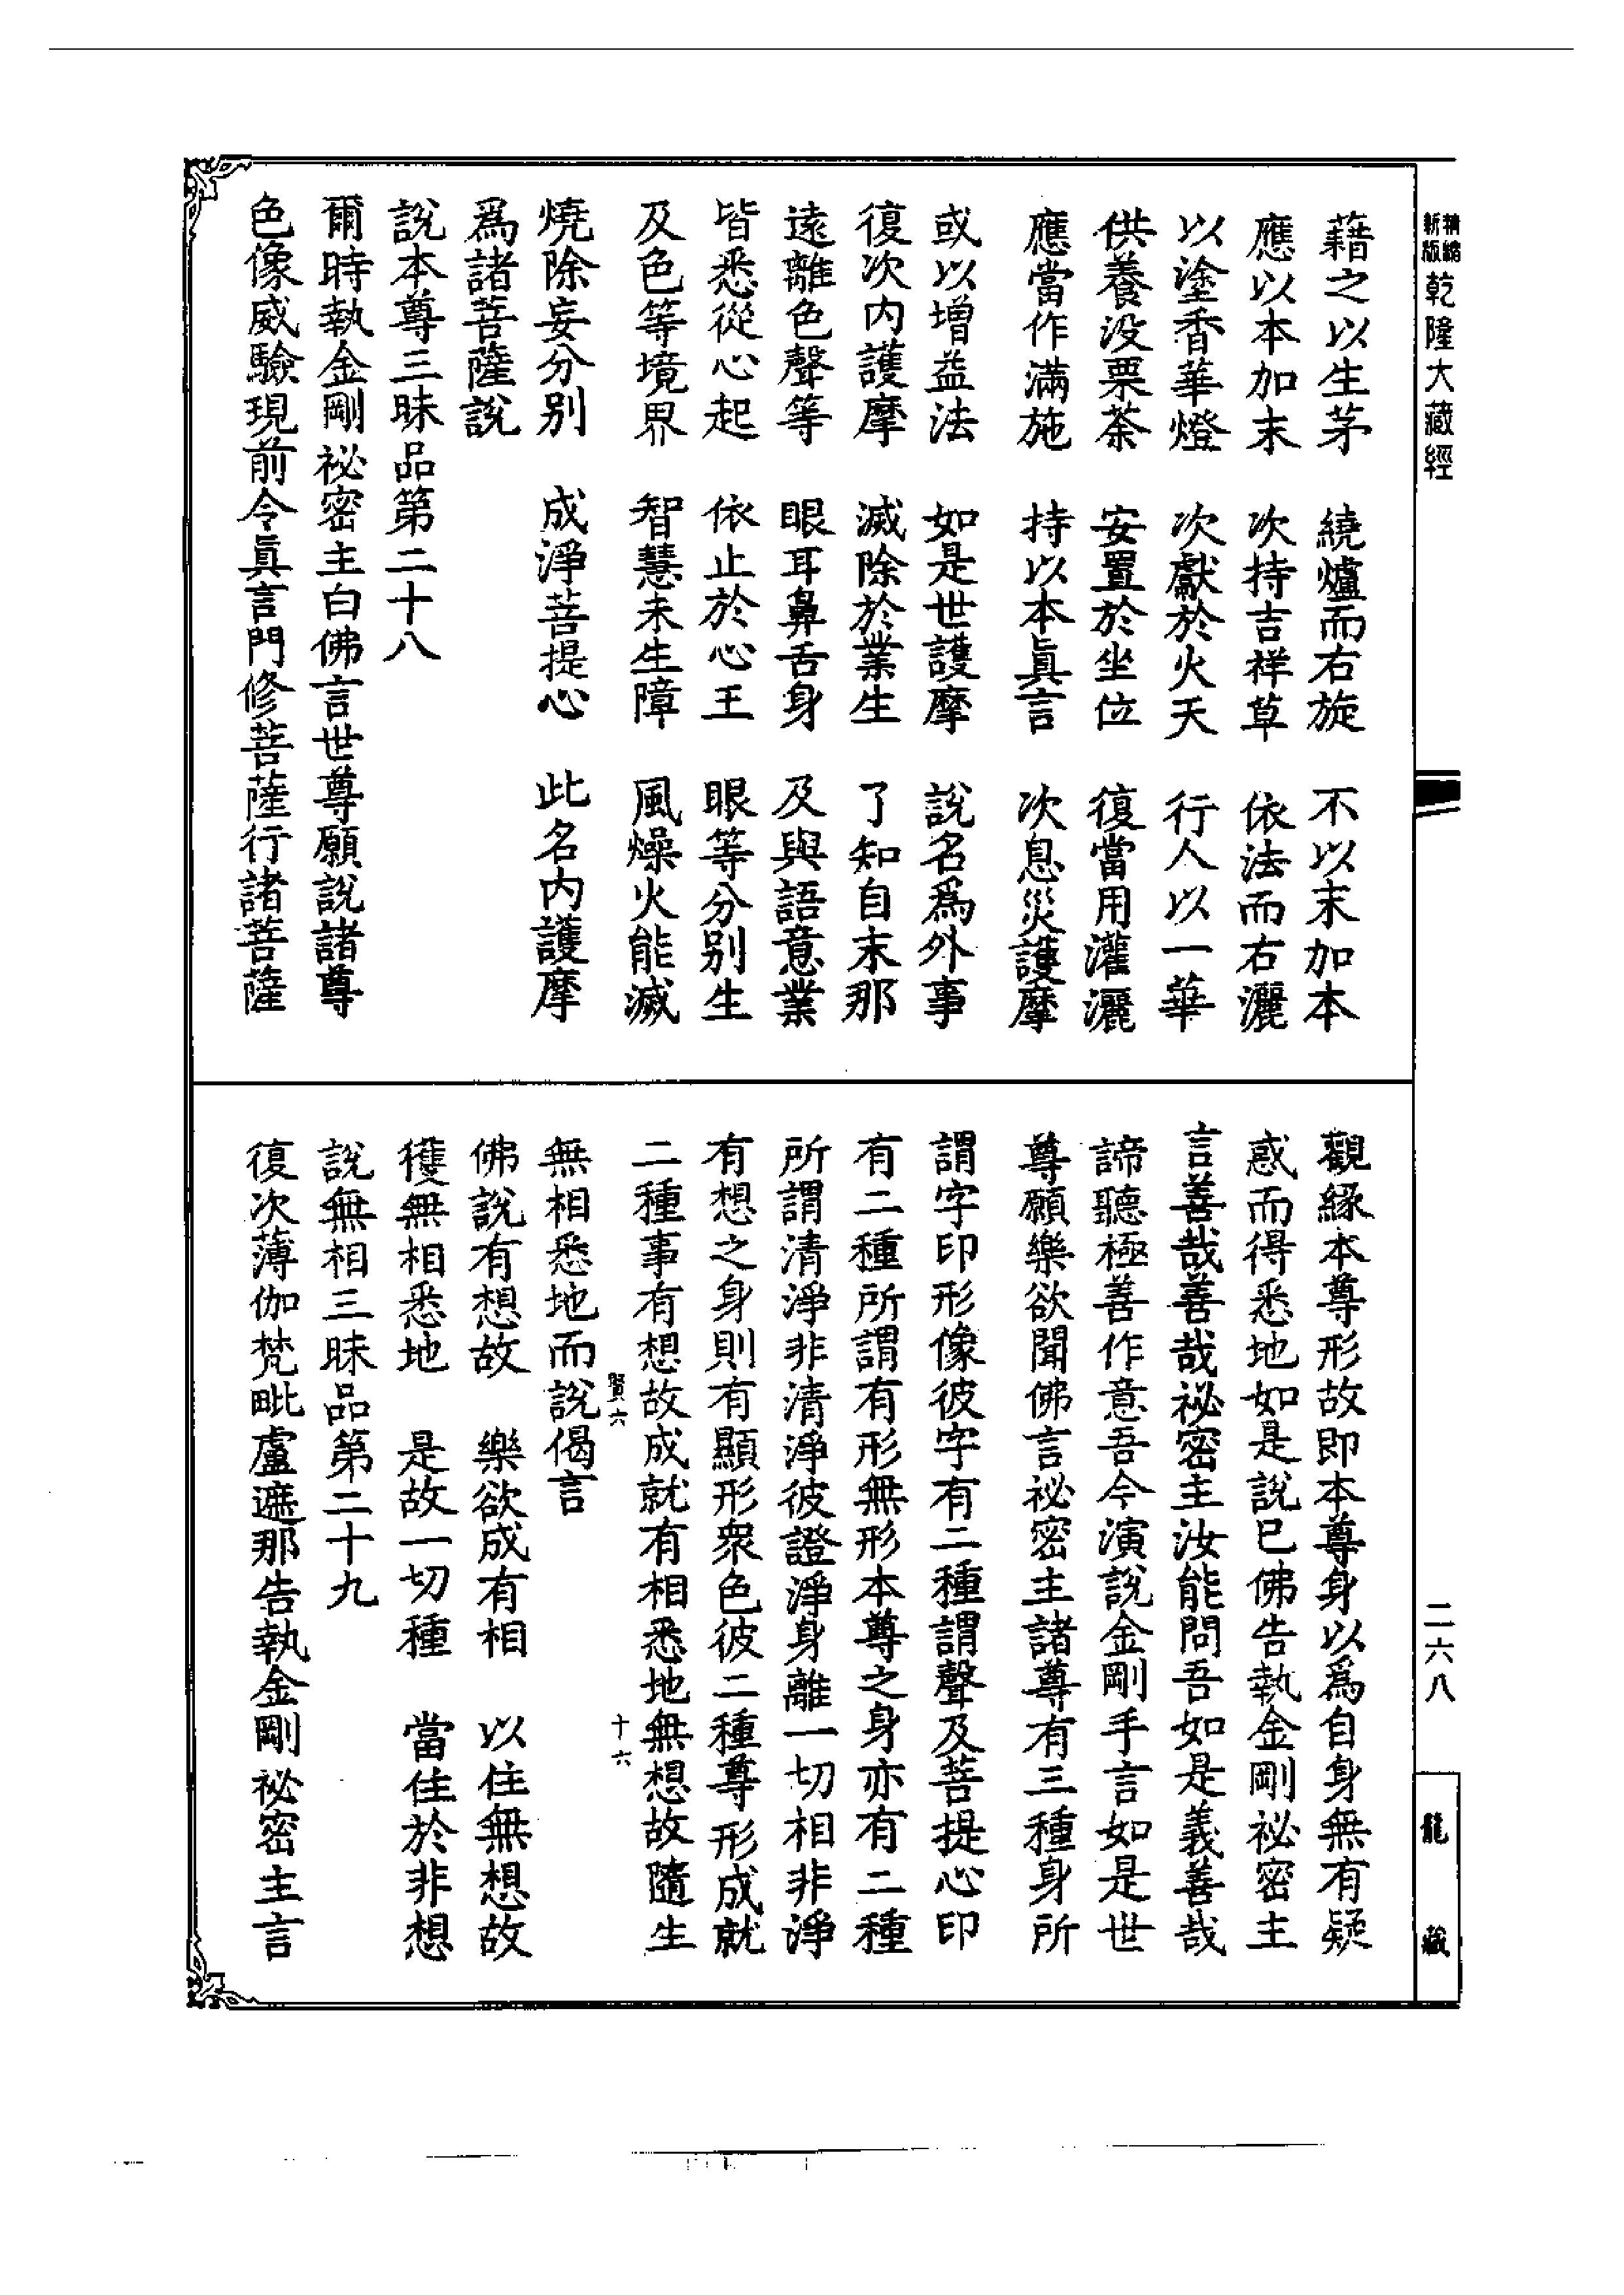 新版精縮
乾隆大藏經
藉之以生茅　繞爐而右旋　不以末加本
應以本加末　次持吉祥草　依法而右灑
以塗香華燈　次獻於火天　行人以一華
供養没栗茶　安置於坐位　復當用灌灑
應當作滿施　持以本眞言　次息災護摩
或以增益法　如是世護摩　說名爲外事
復次内護摩　滅除於業生　了知自末那
遠離色聲等　眼耳鼻舌身　及與語意業
皆悉從心起　依止於心王　眼等分别生
及色等境界　智慧未生障　風燥火能滅
燒除妄分别　成淨菩提心　此名内護摩
爲諸菩薩說
說本尊三昧品第二十八
爾時執金剛祕密主白佛言世尊願說諸尊
色像威驗現前令眞言門修菩薩行諸菩薩
觀緣本尊形故即本尊身以爲自身無有疑
惑而得悉地如是說已佛告執金剛祕密主
言善哉善哉祕密主汝能問吾如是義善哉
諦聽極善作意吾今演說金剛手言如是世
尊願樂欲聞佛言祕密主諸尊有三種身所
謂字印形像彼字有二種謂聲及菩提心印
有二種所謂有形無形本尊之身亦有二種
所謂清淨非清淨彼證淨身離一切相非淨
有想之身則有顯形衆色彼二種尊形成就
二種事有想故成就有相悉地無想故隨生
賢六
十六
無相悉地而說偈言
佛說有想故　樂欲成有相　以住無想故
獲無相悉地　是故一切種　當住於非想
說無相三昧品第二十九
復次薄伽梵毗盧遮那告執金剛祕密主言
二六八
龍藏